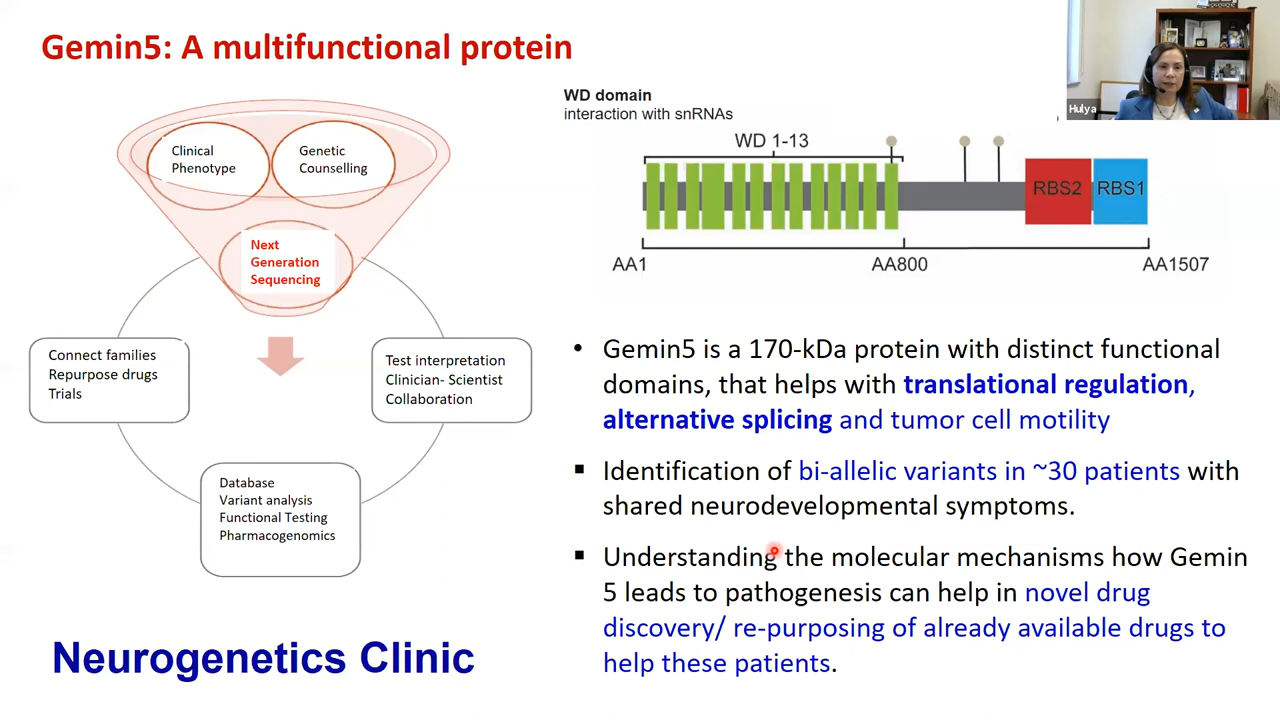 Gemin5: A multifunctional protein
Hulya
Clinical
Phenotype
Genetic
Counselling
Next
Generation
Sequencing
Connect families
Repurpose drugs
Trials
Test interpretation
Clinician- Scientist
Collaboration
Database
Variant analysis
Functional Testing
Pharmacogenomics
Neurogenetics Clinic
WD domain
interaction with snRNAs
WD 1-13
RBS2
RBS1
AA1
AA800
AA1507
• Gemin5 is a 170-kDa protein with distinct functional
domains, that helps with translational regulation,
alternative splicing and tumor cell motility
▪ Identification of bi-allelic variants in ~30 patients with
shared neurodevelopmental symptoms.
▪ Understanding the molecular mechanisms how Gemin
5 leads to pathogenesis can help in novel drug
discovery/ re-purposing of already available drugs to
help these patients.